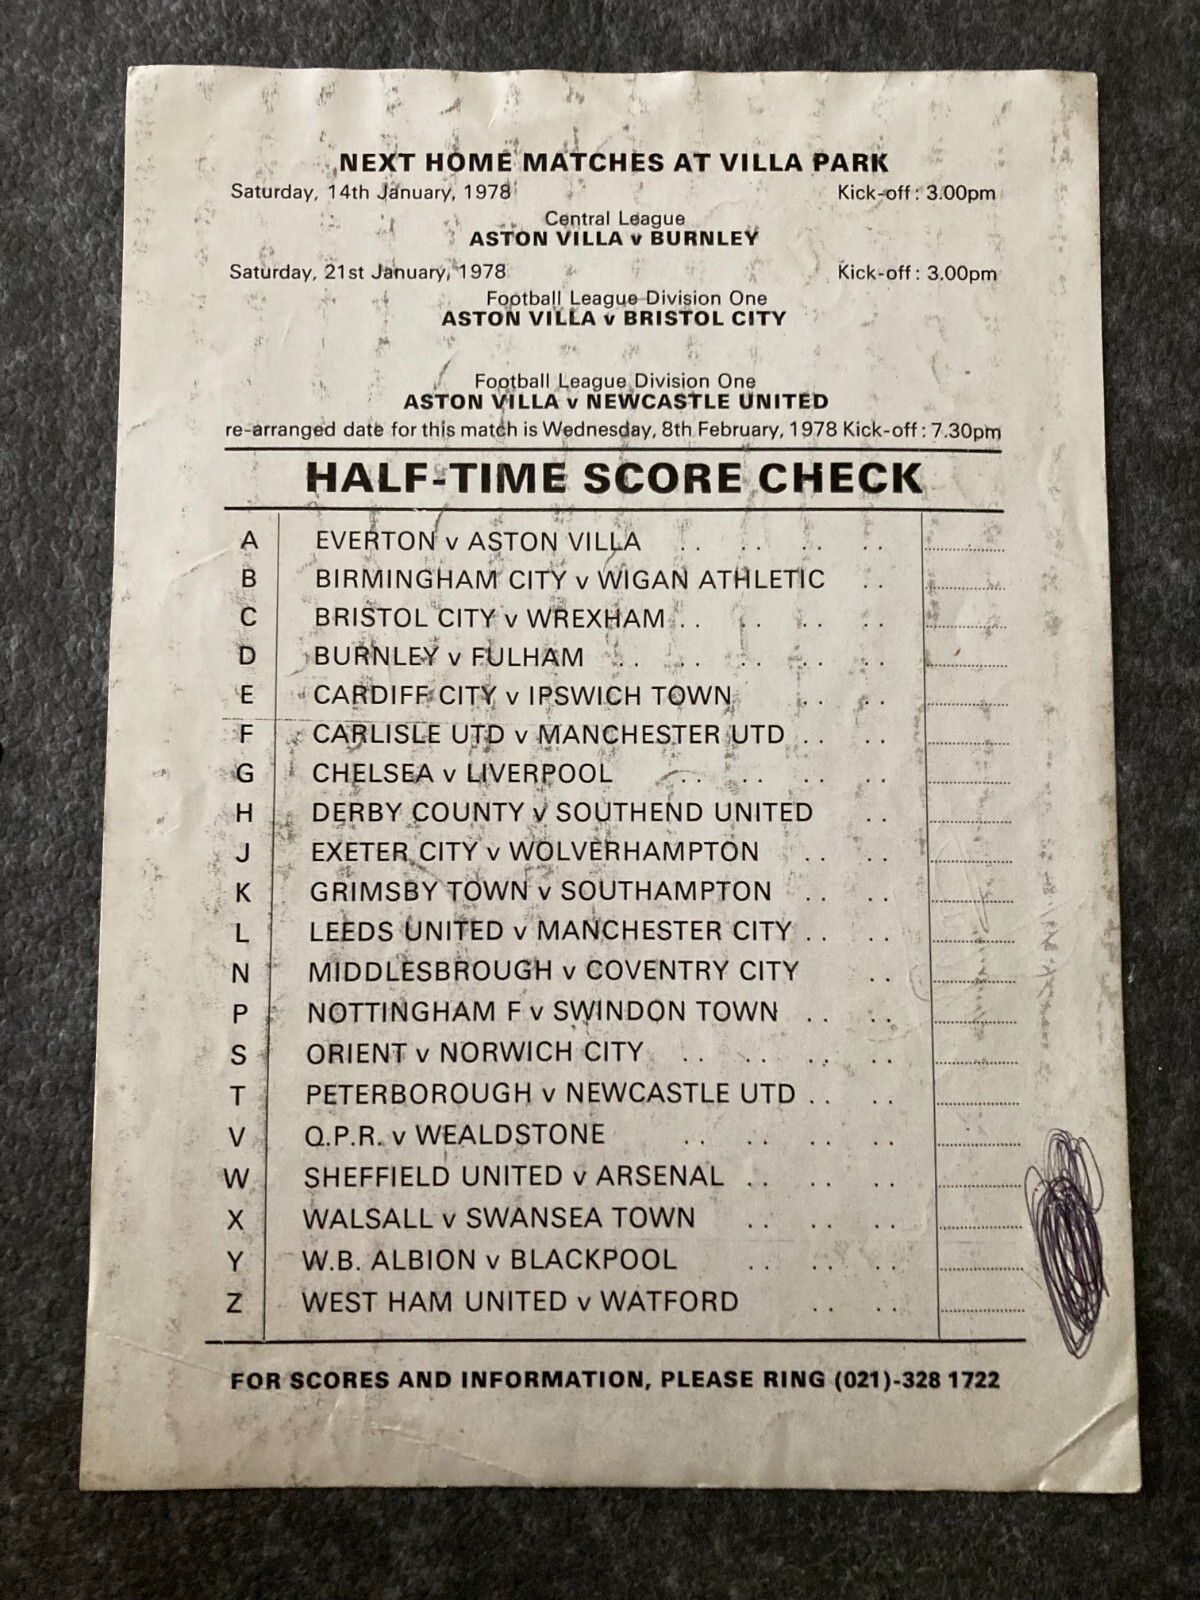 NEXT HOME MATCHES AT VILLA PARK
Saturday, 14th January, 1978 Kick-off: 3.00pm
Central League
ASTON VILLA v BURNLEY
Saturday, 21st January, 1978 Kick-off: 3.00pm
Football League Division One
ASTON VILLA v BRISTOL CITY
Football League Division One
ASTON VILLA v NEWCASTLE UNITED
re-arranged date for this match is Wednesday, 8th February, 1978 Kick-off: 7.30pm
HALF-TIME SCORE CHECK
A EVERTON v ASTON VILLA .. .. .. ..
B BIRMINGHAM CITY v WIGAN ATHLETIC ..
C BRISTOL CITY v WREXHAM .. .. .. ..
D BURNLEY v FULHAM .. .. .. .. ..
E CARDIFF CITY v IPSWICH TOWN .. ..
F CARLISLE UTD v MANCHESTER UTD .. ..
G CHELSEA v LIVERPOOL .. .. .. ..
H DERBY COUNTY v SOUTHEND UNITED ..
J EXETER CITY v WOLVERHAMPTON .. ..
K GRIMSBY TOWN v SOUTHAMPTON .. ..
L LEEDS UNITED v MANCHESTER CITY .. ..
N MIDDLESBROUGH v COVENTRY CITY ..
P NOTTINGHAM F v SWINDON TOWN .. ..
S ORIENT v NORWICH CITY .. .. .. ..
T PETERBOROUGH v NEWCASTLE UTD .. ..
V Q.P.R. v WEALDSTONE .. .. .. ..
W SHEFFIELD UNITED v ARSENAL .. .. ..
X WALSALL v SWANSEA TOWN .. .. ..
Y W.B. ALBION v BLACKPOOL .. .. ..
Z WEST HAM UNITED v WATFORD .. ..
FOR SCORES AND INFORMATION, PLEASE RING (021)-328 1722